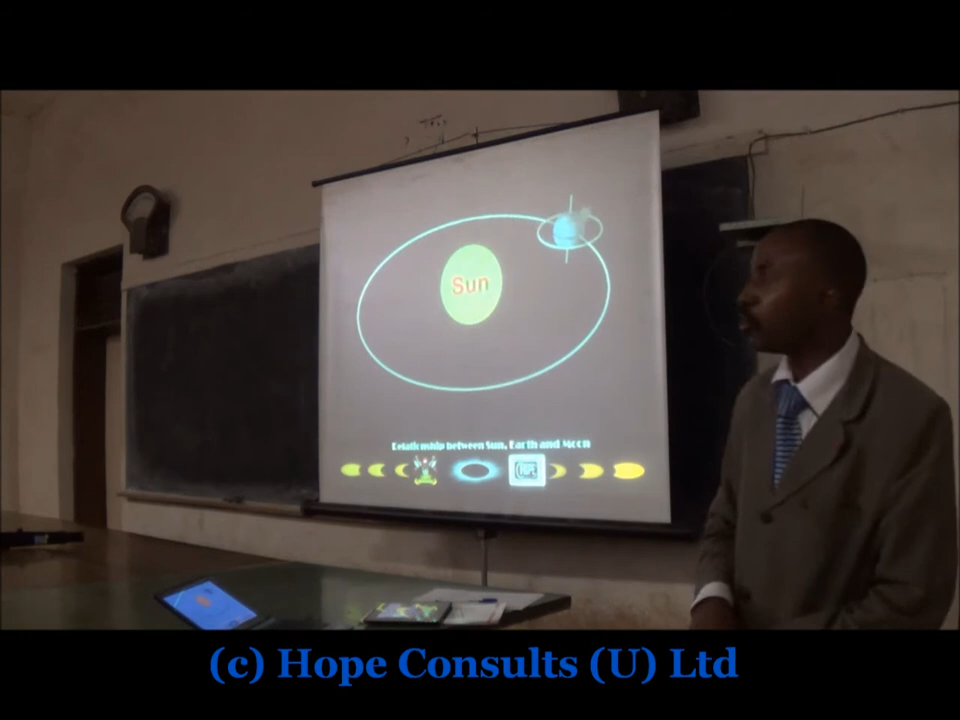 Sun
Relationship between Sun, Earth and Moon
(c) Hope Consults (U) Ltd